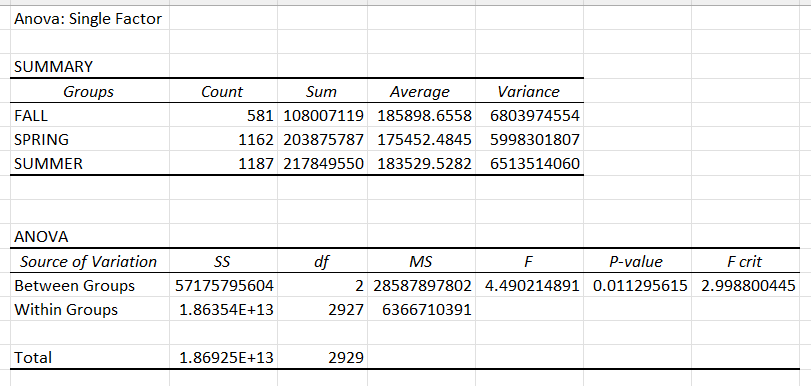 Anova: Single Factor
SUMMARY
Groups Count Sum Average Variance
FALL 581 108007119 185898.6558 6803974554
SPRING 1162 203875787 175452.4845 5998301807
SUMMER 1187 217849550 183529.5282 6513514060
ANOVA
Source of Variation SS df MS F P-value F crit
Between Groups 57175795604 2 28587897802 4.490214891 0.011295615 2.998800445
Within Groups 1.86354E+13 2927 6366710391
Total 1.86925E+13 2929